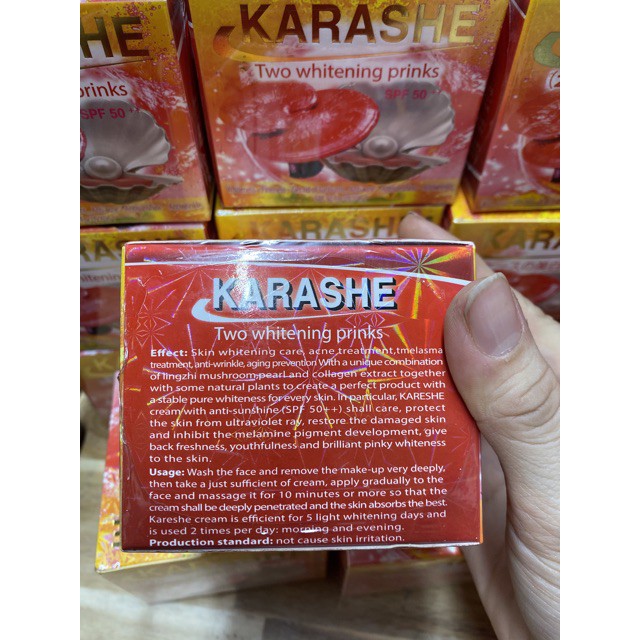 KARASHE
KARASHE
Two whitening prinks
prinks
SPF 50
SPF 50
KARASHE
KARASHE
Two whitening prinks
Effect: Skin whitening care, acne treatment, tmelasma
treatment, anti-wrinkle, aging prevention With a unique combination
of lingzhi mushroom, pearl and collagen extract together
with some natural plants to create a perfect product with
a stable pure whiteness for every skin. In particular, KARESHE
cream with anti-sunshine (SPF 50++) shall care, protect
the skin from ultraviolet ray, restore the damaged skin
and inhibit the melamine pigment development, give
back freshness, youthfulness and brilliant pinky whiteness
to the skin.
Usage: Wash the face and remove the make-up very deeply,
then take a just sufficient of cream, apply gradually to the
face and massage it for 10 minutes or more so that the
cream shall be deeply penetrated and the skin absorbs the best.
Kareshe cream is efficient for 5 light whitening days and
is used 2 times per day: morning and evening.
Production standard: not cause skin irritation.